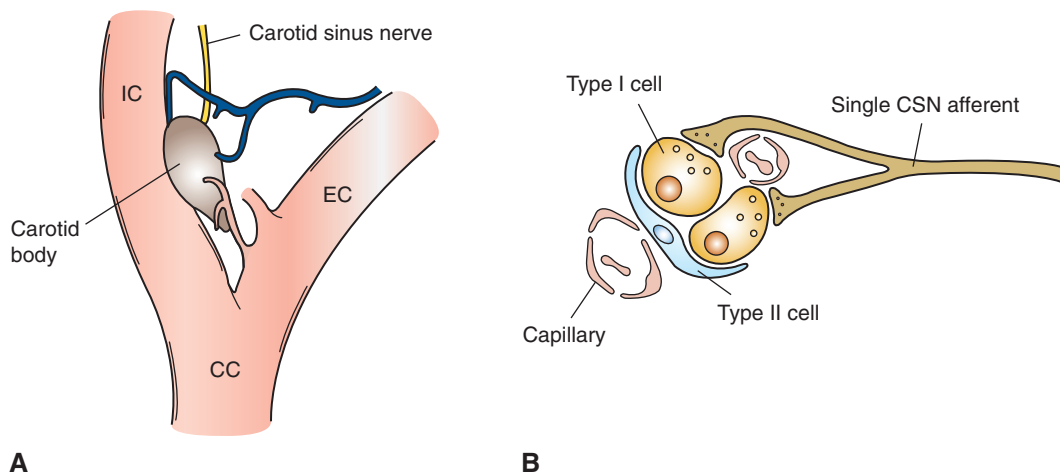 Carotid sinus nerve
IC
EC
Carotid
body
CC
A
Type I cell
Single CSN afferent
Type II cell
Capillary
B